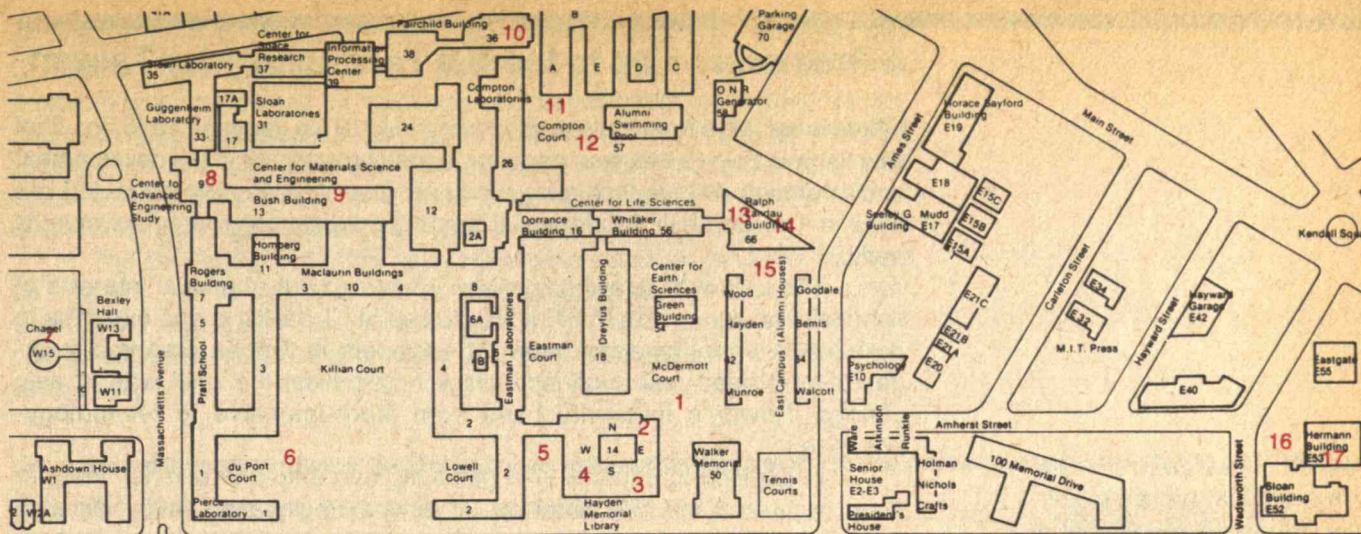 Parking
Garage
70
B
Fairchild Building
36
10
38
Center for
Space
Research
37
Information
Processing
Center
39
Sloan Laboratory
35
Compton
Laboratories
A
E
D
C
O N R
Generator
58
Horace Sayford
Building
E19
Main Street
Ames Street
Guggenheim
Laboratory
33
17A
17
Sloan
Laboratories
31
24
26
11
Compton
Court
12
Alumni
Swimming
Pool
57
Center for
Advanced
Engineering
Study
9
8
Center for Materials Science
and Engineering
Bush Building
13
9
12
Center for Life Sciences
13
Ralph
Landau
Building
66
14
E18
Seeley G. Mudd
Building E17
E15C
E15B
E15A
Kendall Squ
Homberg
Building
11
2A
Dorrance
Building 16
Whitaker
Building 56
Rogers
Building
7
Maclaurin Buildings
3 10 4
8
15
Center for
Earth
Sciences
Green
Building
54
Wood
Hayden
62
Munroe
East Campus (Alumni Houses)
Goodale
Bemis
64
Walcott
E21C
E21B
E21A
E20
Carleton Street
E34
E32
M.I.T. Press
Hayward Street
Hayward
Garage
E42
Bexley
Hall
Chapel
7
W15
W13
W11
Massachusetts Avenue
5
Pratt School
3
Killian Court
4
6A
6B
6
Eastman Laboratories
Eastman
Court
Dreyfus Building
18
McDermott
Court
1
Psychology
E10
E40
Eastgate
E55
Amherst Street
2
N
W
14
E
S
2
5
4
3
Walker
Memorial
50
Tennis
Courts
Ware
Atkinson
Runkle
Senior
House
E2-E3
President's
House
Holman
Nichols
Crafts
100 Memorial Drive
Wadsworth Street
16
Hermann
Building
E53
17
Sloan
Building
E52
Ashdown House
W1
W2A
1
du Pont
Court
6
Pierce
Laboratory
Lowell
Court
2
2
Hayden
Memorial
Library